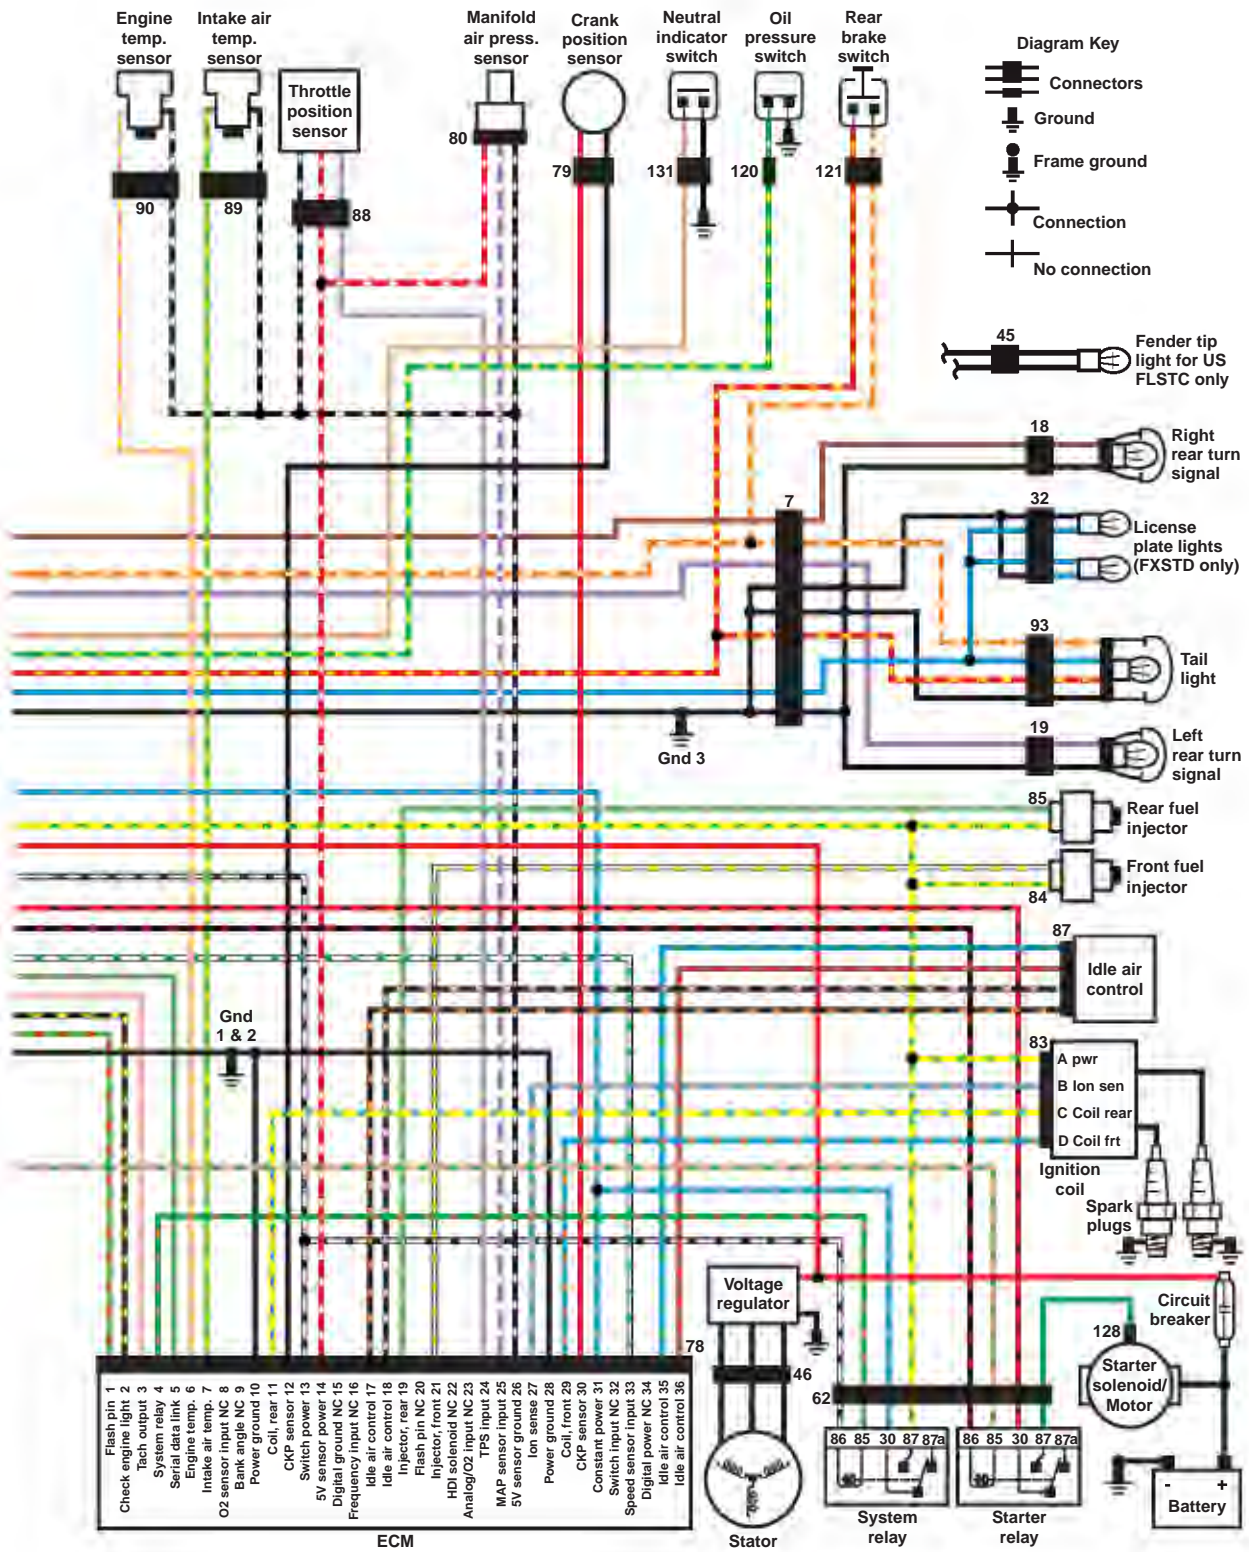 Engine
temp.
sensor
Intake air
temp.
sensor
Throttle
position
sensor
Manifold
air press.
sensor
Crank
position
sensor
Neutral
indicator
switch
Oil
pressure
switch
Rear
brake
switch
Diagram Key
Connectors
Ground
Frame ground
Connection
No connection
80
79
131
120
121
90
89
88
45
Fender tip
light for US
FLSTC only
18
Right
rear turn
signal
7
32
License
plate lights
(FXSTD only)
93
Tail
light
19
Left
rear turn
signal
Gnd 3
85
Rear fuel
injector
Front fuel
injector
84
87
Idle air
control
Gnd
1 & 2
83
A pwr
B Ion sen
C Coil rear
D Coil frt
Ignition
coil
Spark
plugs
Voltage
regulator
Circuit
breaker
128
Starter
solenoid/
Motor
78
46
62
Flash pin 1
Check engine light 2
Tach output 3
System relay 4
Serial data link 5
Engine temp. 6
Intake air temp. 7
O2 sensor input NC 8
Bank angle NC 9
Power ground 10
Coil, rear 11
CKP sensor 12
Switch power 13
5V sensor power 14
Digital ground NC 15
Frequency input NC 16
Idle air control 17
Idle air control 18
Injector, rear 19
Flash pin NC 20
Injector, front 21
HDI solenoid NC 22
Analog/O2 input NC 23
TPS input 24
MAP sensor input 25
5V sensor ground 26
Ion sense 27
Power ground 28
Coil, front 29
CKP sensor 30
Constant power 31
Switch input NC 32
Speed sensor input 33
Digital power NC 34
Idle air control 35
Idle air control 36
ECM
Stator
86 85 30 87 87a
System
relay
86 85 30 87 87a
Starter
relay
- +
Battery